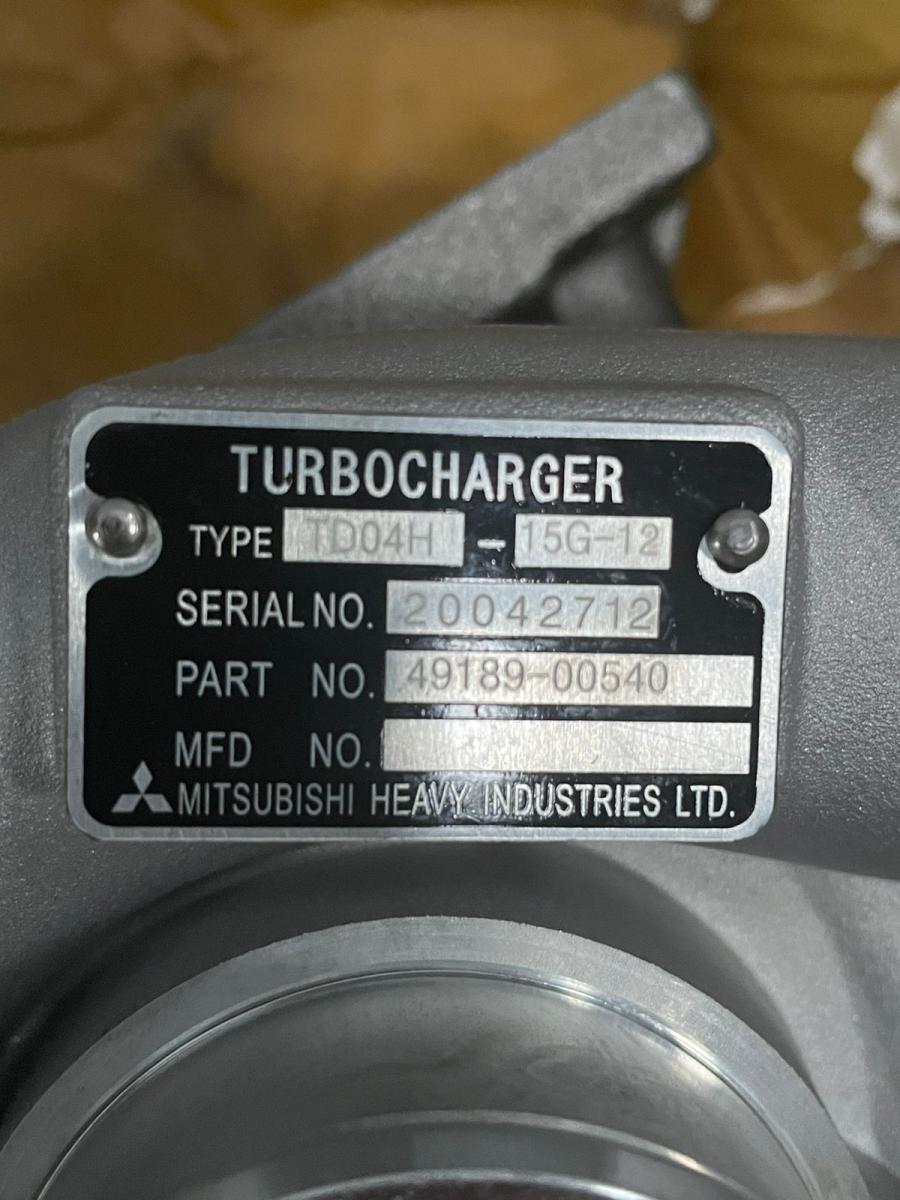 TURBOCHARGER
TYPE TD04H - 15G-12
SERIAL NO. 20042712
PART NO. 49189-00540
MFD NO.
MITSUBISHI HEAVY INDUSTRIES LTD.